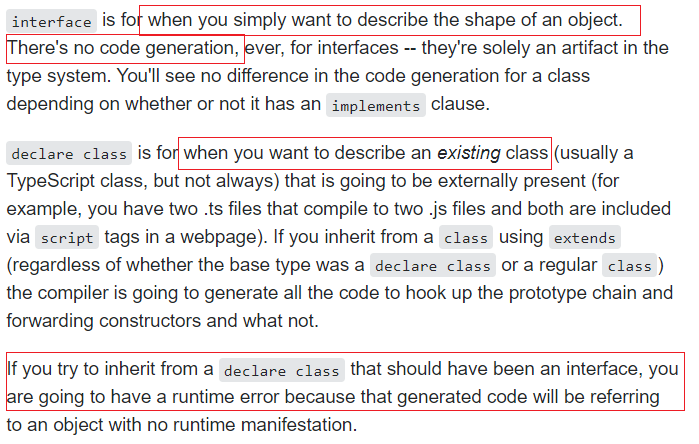 interface is for when you simply want to describe the shape of an object.
There's no code generation, ever, for interfaces -- they're solely an artifact in the
type system. You'll see no difference in the code generation for a class
depending on whether or not it has an implements clause.
declare class is for when you want to describe an existing class (usually a
TypeScript class, but not always) that is going to be externally present (for
example, you have two .ts files that compile to two .js files and both are included
via script tags in a webpage). If you inherit from a class using extends
(regardless of whether the base type was a declare class or a regular class)
the compiler is going to generate all the code to hook up the prototype chain and
forwarding constructors and what not.
If you try to inherit from a declare class that should have been an interface, you
are going to have a runtime error because that generated code will be referring
to an object with no runtime manifestation.